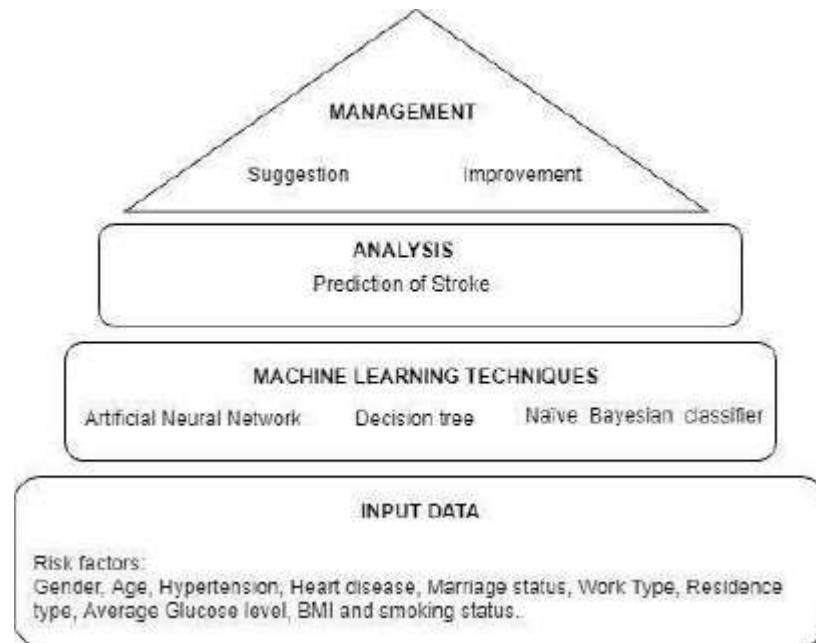 MANAGEMENT
Suggestion Improvement
ANALYSIS
Prediction of Stroke
MACHINE LEARNING TECHNIQUES
Artificial Neural Network Decision tree Naïve Bayesian classifier
INPUT DATA
Risk factors:
Gender, Age, Hypertension, Heart disease, Marriage status, Work Type, Residence
type, Average Glucose level, BMI and smoking status.